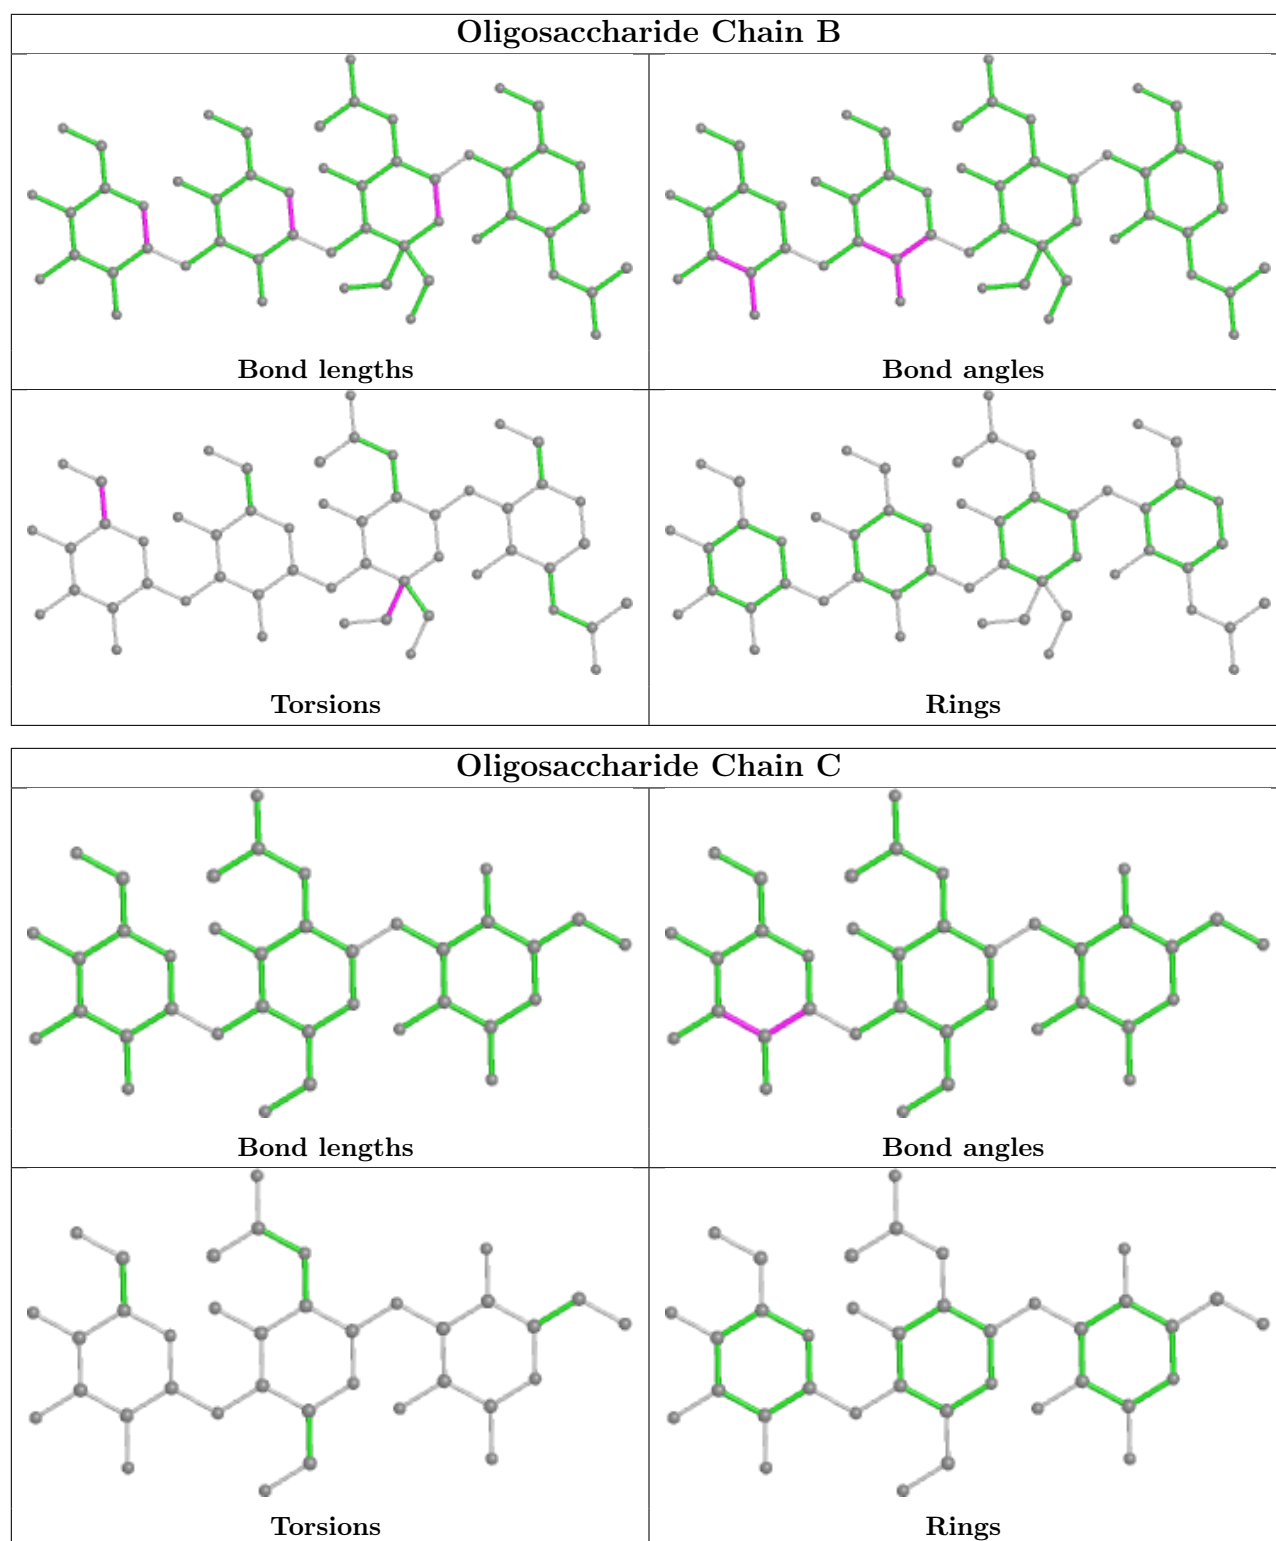 Oligosaccharide Chain B
Bond lengths
Bond angles
Torsions
Rings
Oligosaccharide Chain C
Bond lengths
Bond angles
Torsions
Rings